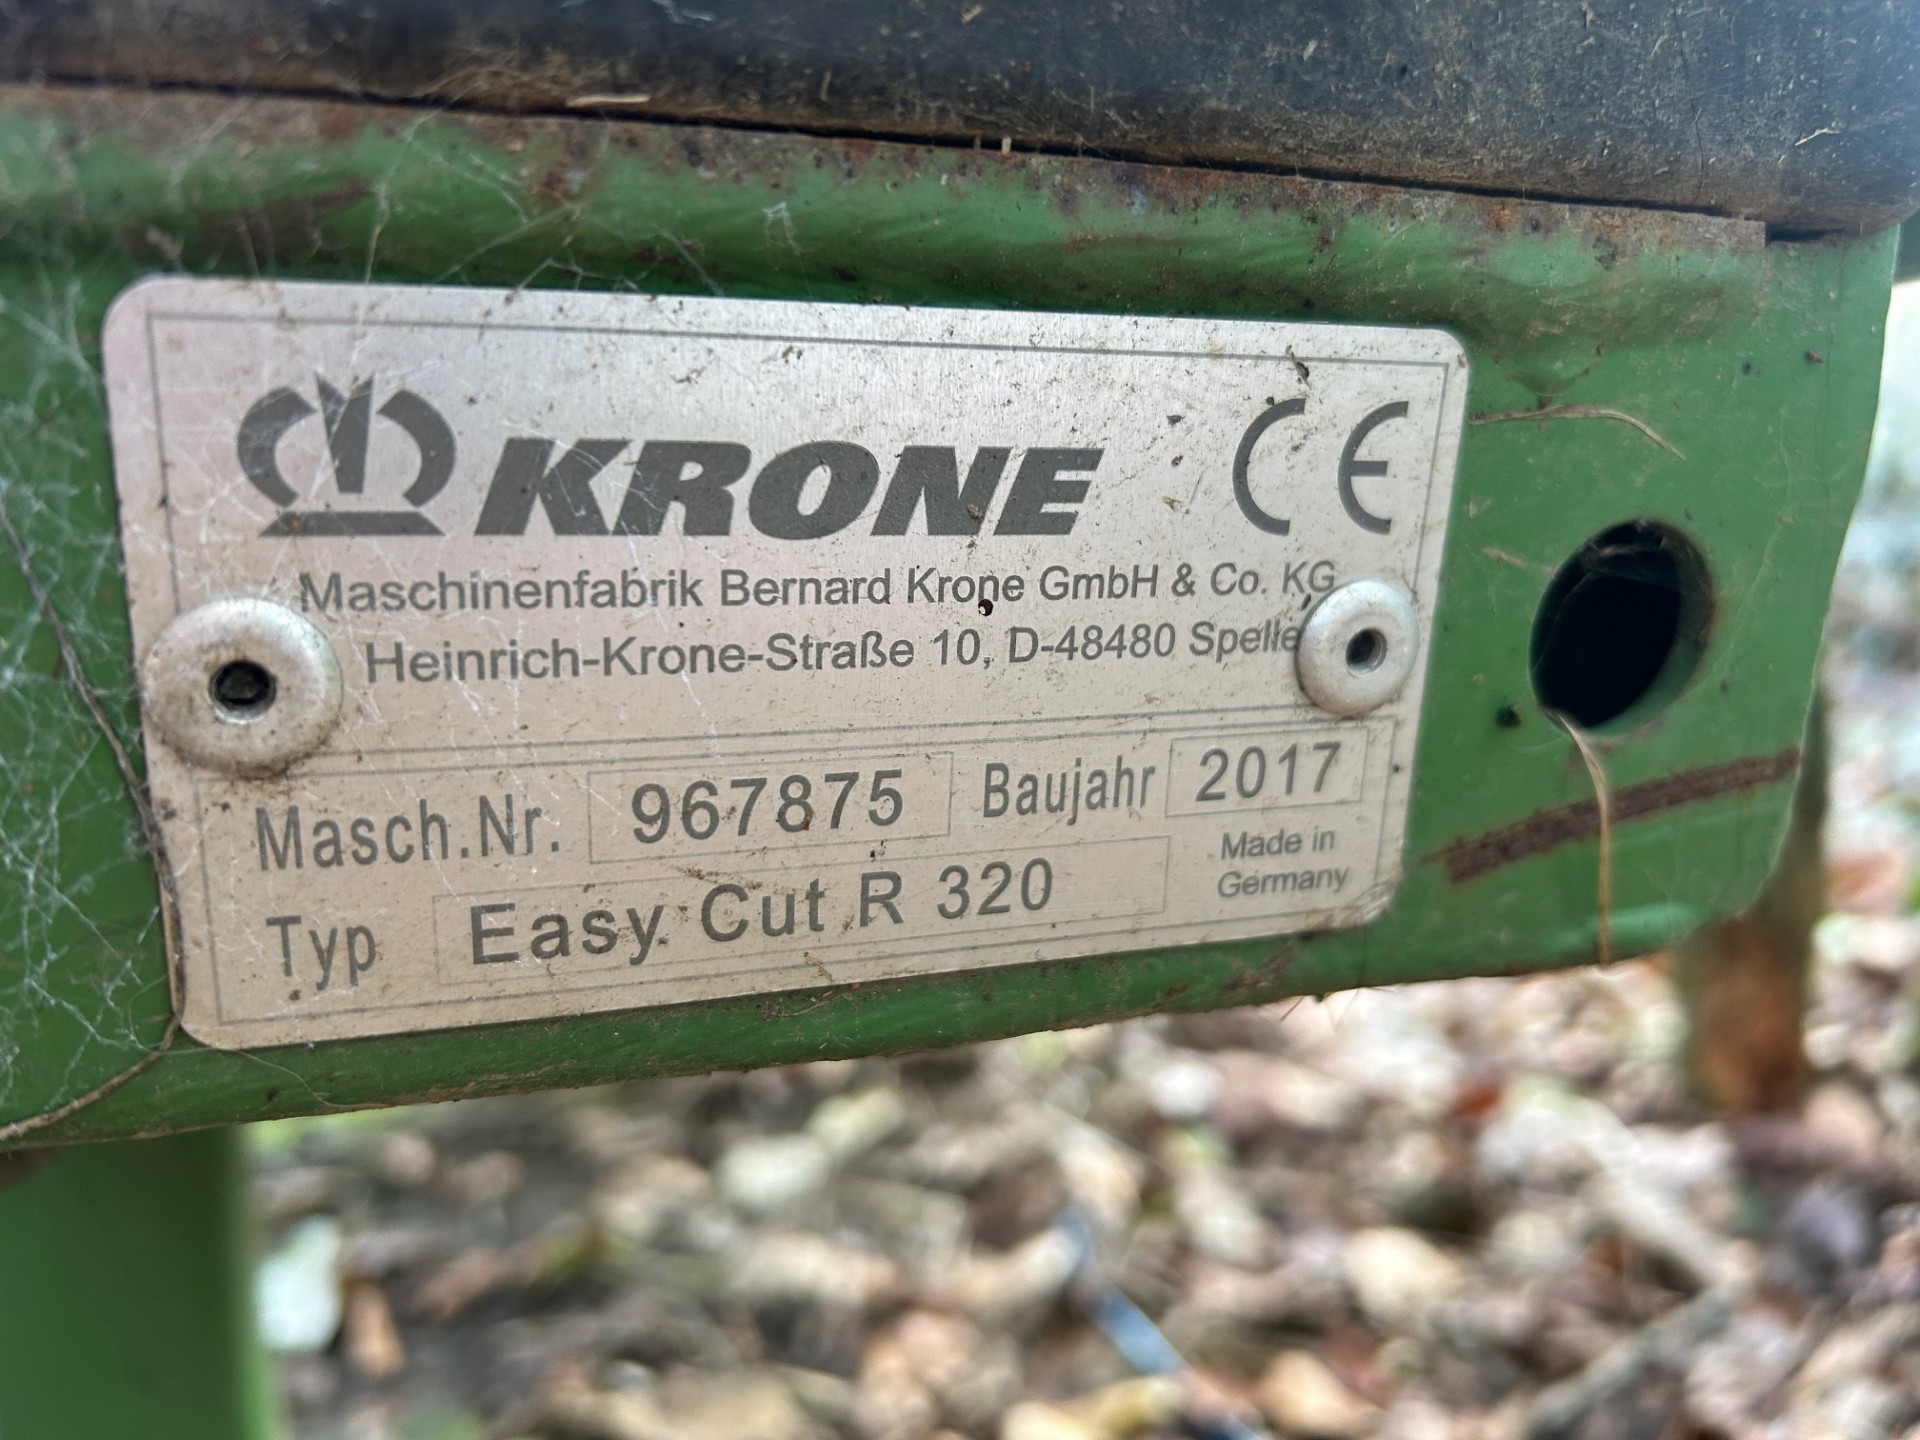 KRONE CE
Maschinenfabrik Bernard Krone GmbH & Co. KG
Heinrich-Krone-Straße 10, D-48480 Spelle
Masch.Nr. 967875 Baujahr 2017
Typ Easy Cut R 320
Made in
Germany